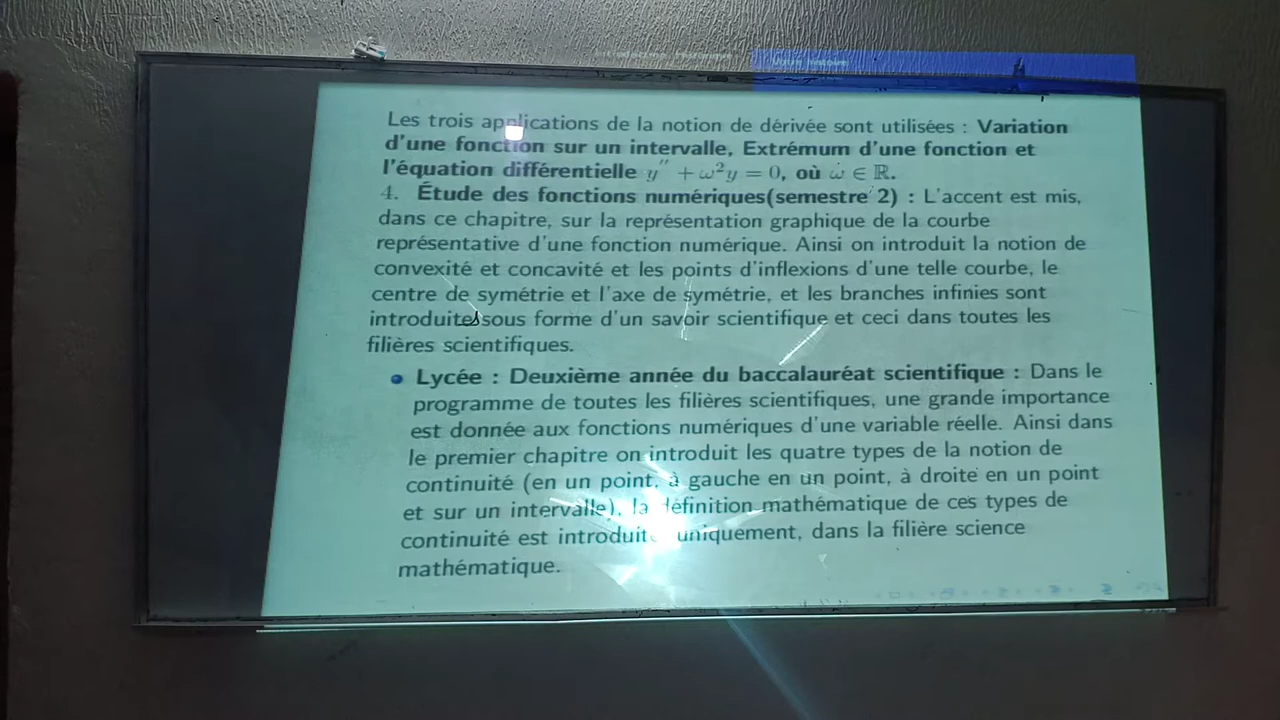 Les trois applications de la notion de dérivée sont utilisées : Variation
d'une fonction sur un intervalle, Extrémum d'une fonction et
l'équation différentielle y″ + ω²y = 0, où ω ∈ ℝ.
4. Étude des fonctions numériques(semestre 2) : L'accent est mis,
dans ce chapitre, sur la représentation graphique de la courbe
représentative d'une fonction numérique. Ainsi on introduit la notion de
convexité et concavité et les points d'inflexions d'une telle courbe, le
centre de symétrie et l'axe de symétrie, et les branches infinies sont
introduites sous forme d'un savoir scientifique et ceci dans toutes les
filières scientifiques.
Lycée : Deuxième année du baccalauréat scientifique : Dans le
programme de toutes les filières scientifiques, une grande importance
est donnée aux fonctions numériques d'une variable réelle. Ainsi dans
le premier chapitre on introduit les quatre types de la notion de
continuité (en un point, à gauche en un point, à droite en un point
et sur un intervalle), la définition mathématique de ces types de
continuité est introduite uniquement, dans la filière science
mathématique.